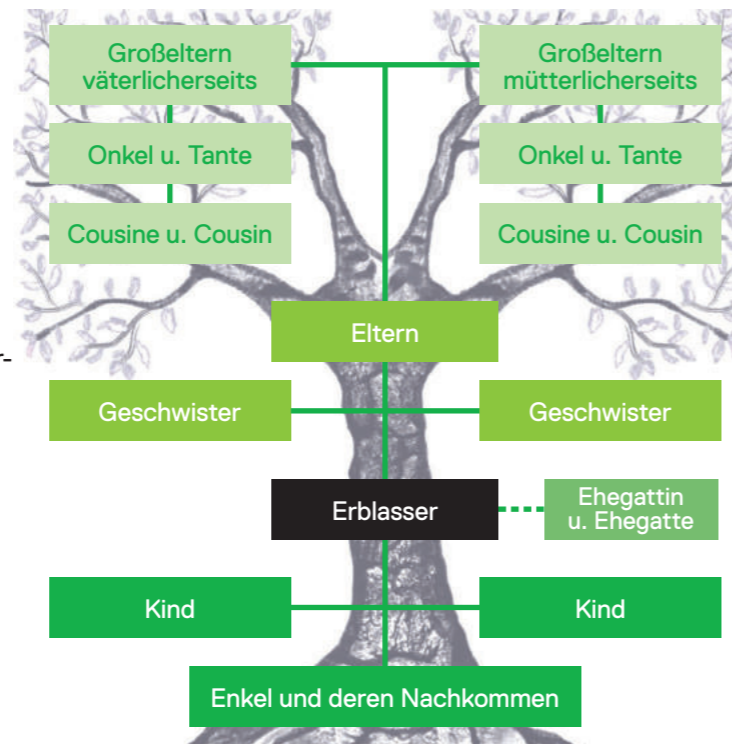 Großeltern
väterlicherseits
Großeltern
mütterlicherseits
Onkel u. Tante
Onkel u. Tante
Cousine u. Cousin
Cousine u. Cousin
Eltern
r-
Geschwister
Geschwister
Erblasser
Ehegattin
u. Ehegatte
Kind
Kind
Enkel und deren Nachkommen